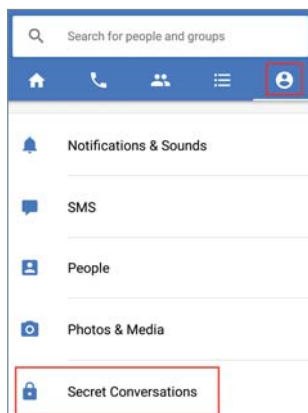 Search for people and groups
Notifications & Sounds
SMS
People
Photos & Media
Secret Conversations